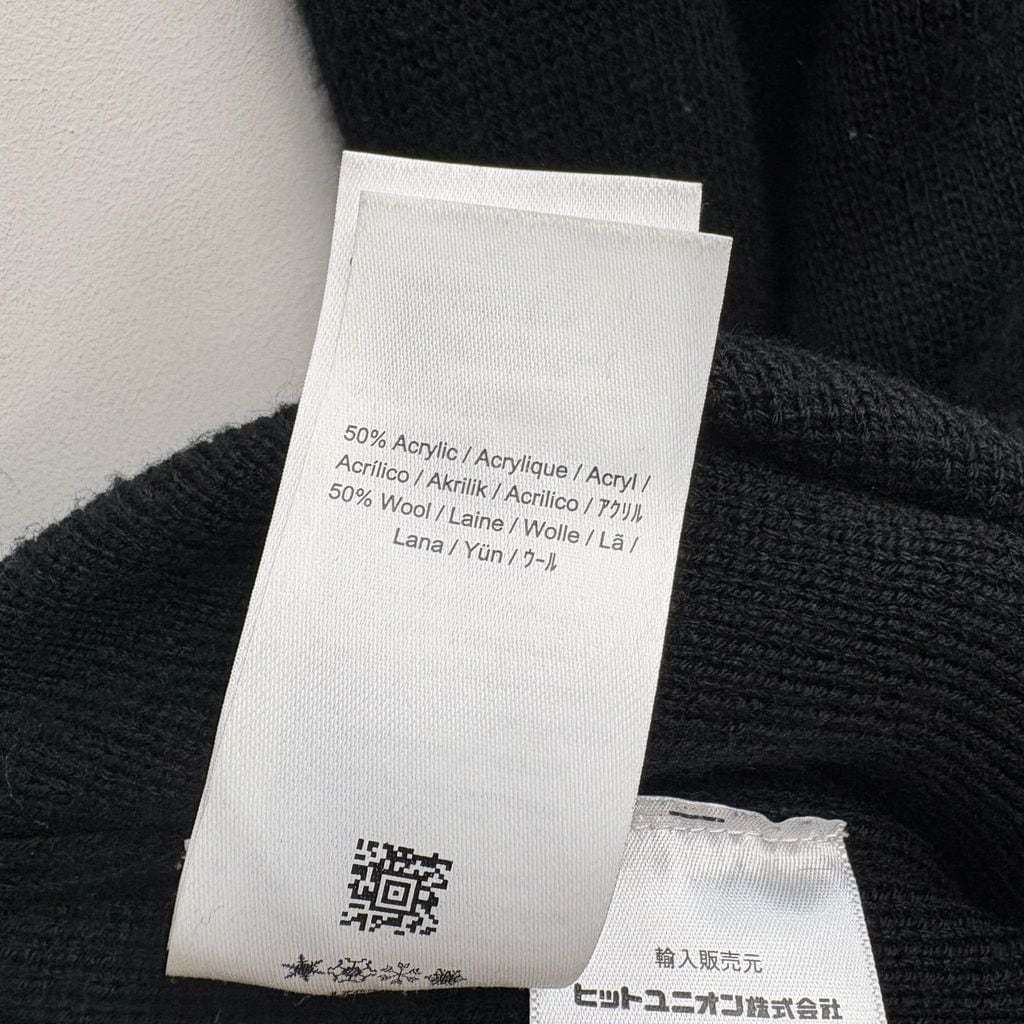 50% Acrylic / Acrylique / Acryl /
Acrílico / Akrilik / Acrilico / アクリル
50% Wool / Laine / Wolle / Lã /
Lana / Yün / ウール
輸入販売元
ヒットユニオン株式会社